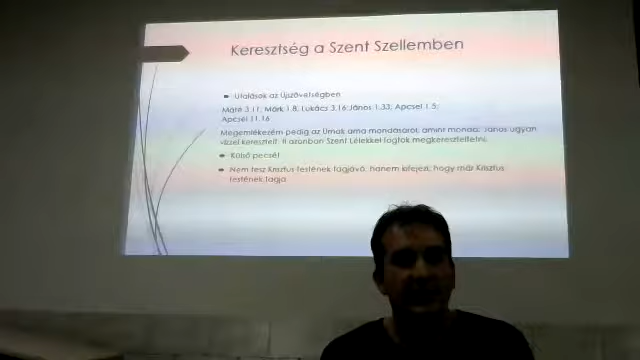 Keresztség a Szent Szellemben
Utalások az Újszövetségben
Máté 3:11; Márk 1:8; Lukács 3:16; János 1:33; Apcsel 1:5;
Apcsel 11:16
Megemlékezém pedig az Úrnak ama mondásáról, amint monda: János ugyan
vízzel keresztelt, ti azonban Szent Lélekkel fogtok megkereszteltetni.
Külső pecsét
Nem tesz Krisztus testének tagjává, hanem kifejezi, hogy már Krisztus
testének tagja